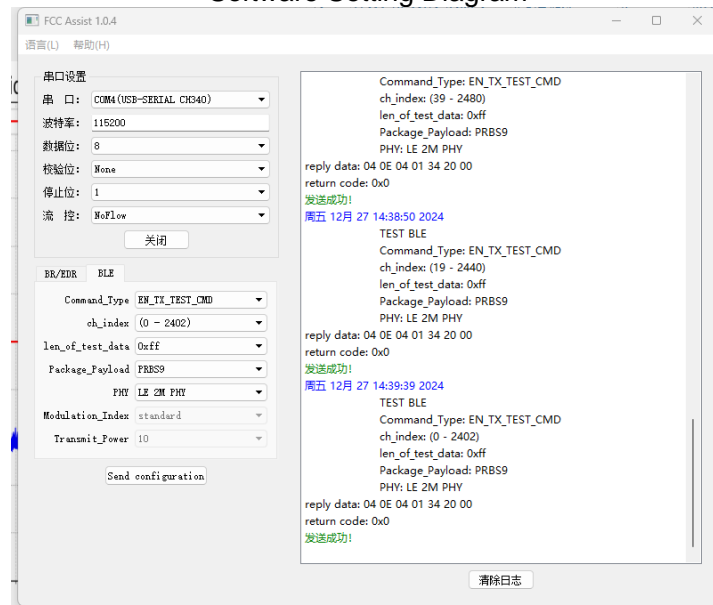 Software Setting Diagram
FCC Assist 1.0.4
语言(L) 帮助(H)
串口设置
串 口: COM4(USB-SERIAL CH340)
波特率: 115200
数据位: 8
校验位: None
停止位: 1
流 控: NoFlow
关闭
BR/EDR BLE
Command_Type EN_TX_TEST_CMD
ch_index (0 - 2402)
len_of_test_data 0xff
Package_Payload PRBS9
PHY LE 2M PHY
Modulation_Index standard
Transmit_Power 10
Send configuration
Command_Type: EN_TX_TEST_CMD
ch_index: (39 - 2480)
len_of_test_data: 0xff
Package_Payload: PRBS9
PHY: LE 2M PHY
reply data: 04 0E 04 01 34 20 00
return code: 0x0
发送成功!
周五 12月 27 14:38:50 2024
TEST BLE
Command_Type: EN_TX_TEST_CMD
ch_index: (19 - 2440)
len_of_test_data: 0xff
Package_Payload: PRBS9
PHY: LE 2M PHY
reply data: 04 0E 04 01 34 20 00
return code: 0x0
发送成功!
周五 12月 27 14:39:39 2024
TEST BLE
Command_Type: EN_TX_TEST_CMD
ch_index: (0 - 2402)
len_of_test_data: 0xff
Package_Payload: PRBS9
PHY: LE 2M PHY
reply data: 04 0E 04 01 34 20 00
return code: 0x0
发送成功!
清除日志